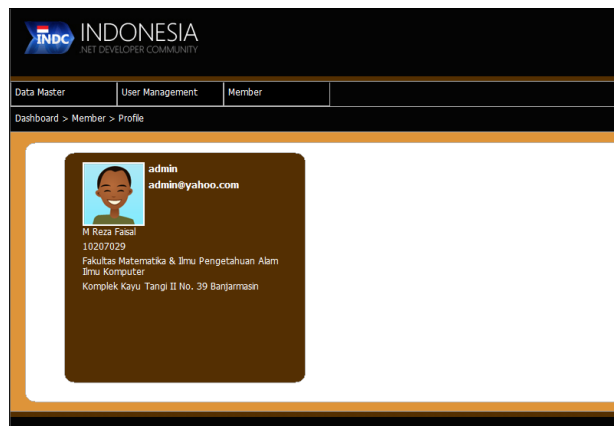 INDC INDONESIA
.NET DEVELOPER COMMUNITY
Data Master User Management Member
Dashboard > Member > Profile
admin
admin@yahoo.com
M Reza Faisal
10207029
Fakultas Matematika & Ilmu Pengetahuan Alam
Ilmu Komputer
Komplek Kayu Tangi II No. 39 Banjarmasin